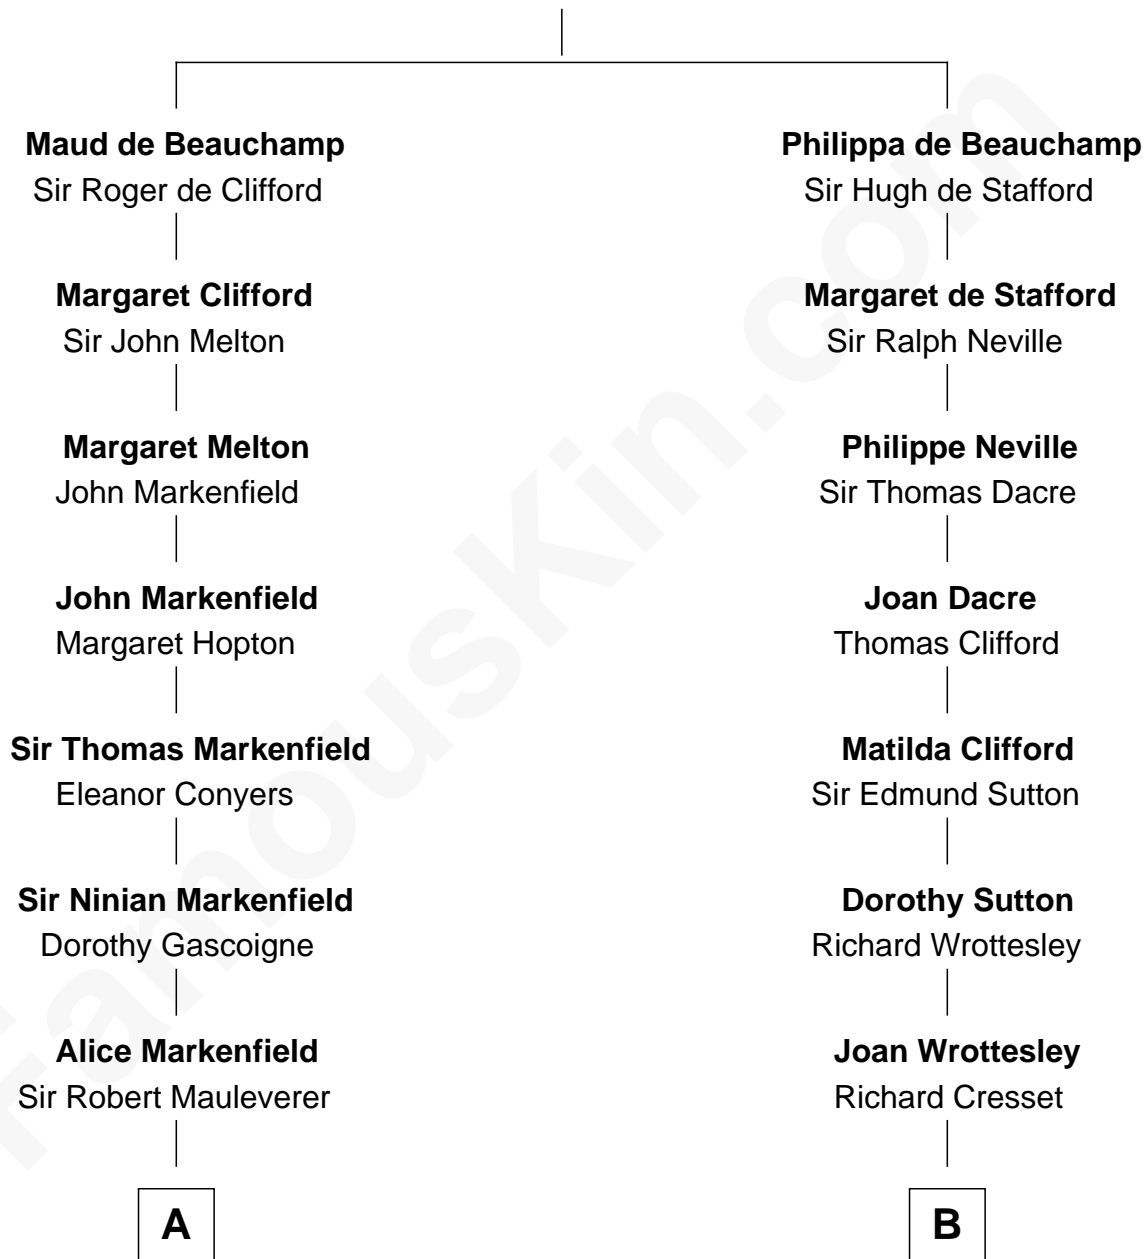 Maud de Beauchamp
Sir Roger de Clifford
Philippa de Beauchamp
Sir Hugh de Stafford
Margaret Clifford
Sir John Melton
Margaret de Stafford
Sir Ralph Neville
Margaret Melton
John Markenfield
Philippe Neville
Sir Thomas Dacre
John Markenfield
Margaret Hopton
Joan Dacre
Thomas Clifford
Sir Thomas Markenfield
Eleanor Conyers
Matilda Clifford
Sir Edmund Sutton
Sir Ninian Markenfield
Dorothy Gascoigne
Dorothy Sutton
Richard Wrottesley
Alice Markenfield
Sir Robert Mauleverer
Joan Wrottesley
Richard Cresset
A
B
FamousKin.com